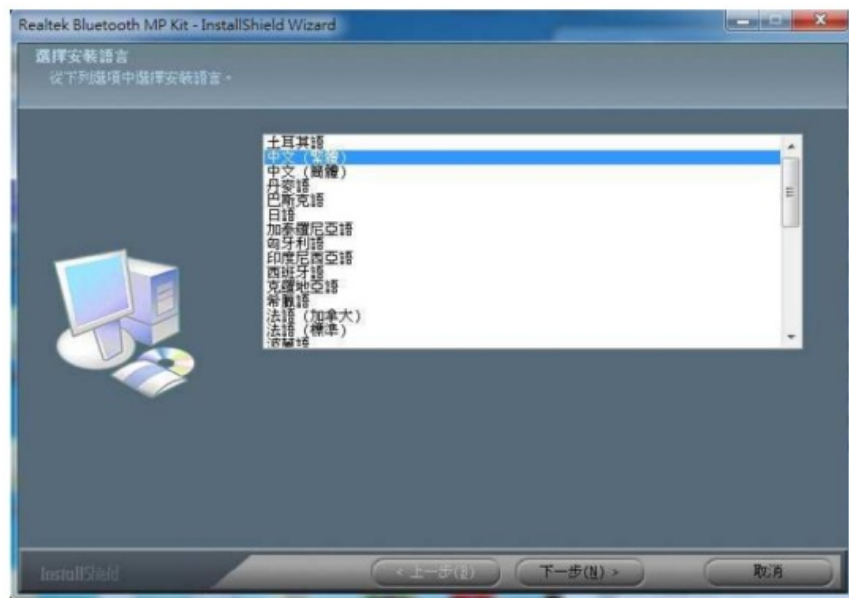 Realtek Bluetooth MP Kit - InstallShield Wizard
選擇安裝語言
從下列選項中選擇安裝語言。
土耳其語
中文 (繁體)
中文 (簡體)
丹麥語
巴斯克語
日語
加泰羅尼亞語
匈牙利語
印度尼西亞語
西班牙語
克羅地亞語
希臘語
法語 (加拿大)
法語 (標準)
波蘭語
InstallShield
< 上一步(B)
下一步(N) >
取消